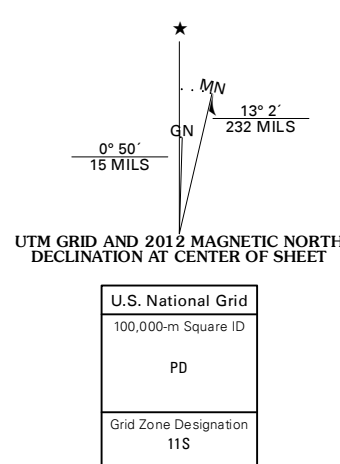 MN
GN
13° 2´
232 MILS
0° 50´
15 MILS
UTM GRID AND 2012 MAGNETIC NORTH
DECLINATION AT CENTER OF SHEET
U.S. National Grid
100,000-m Square ID
PD
Grid Zone Designation
11S